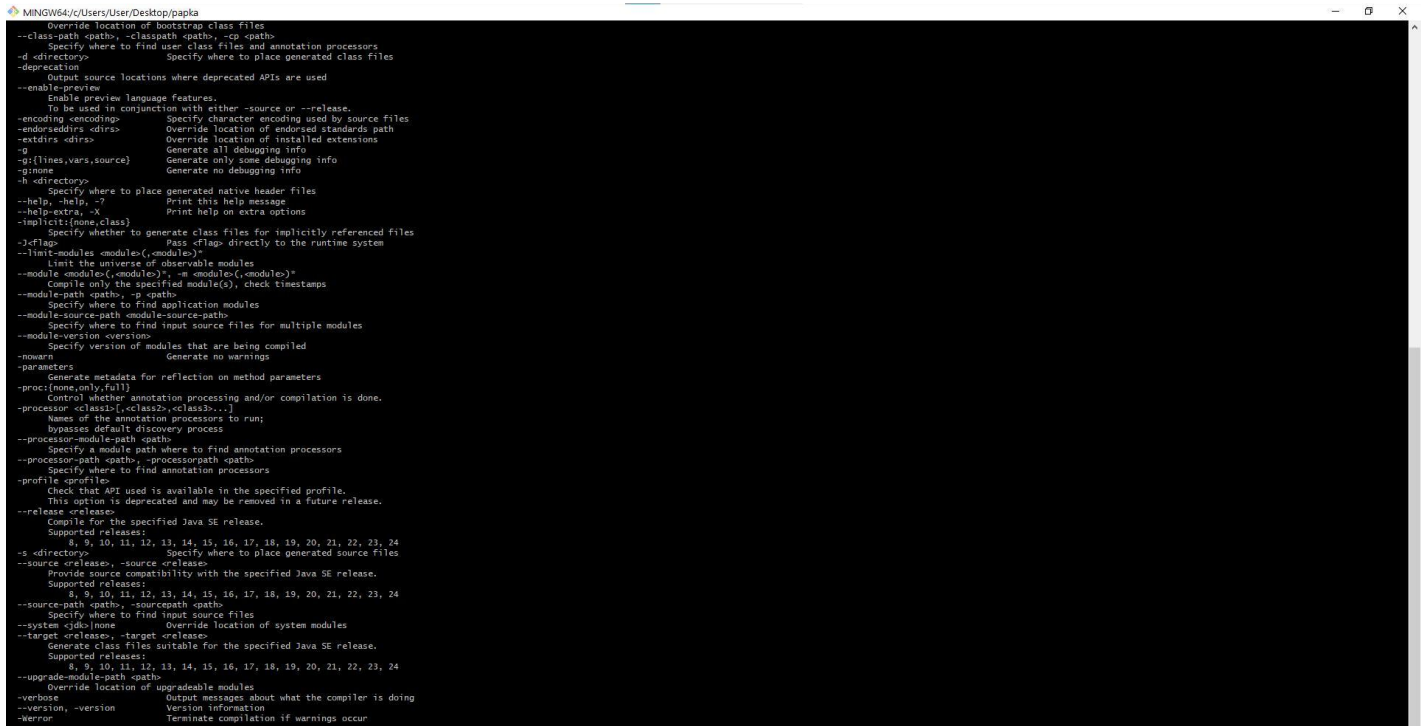 MINGW64:/c/Users/User/Desktop/papka
Override location of bootstrap class files
--class-path <path>, -classpath <path>, -cp <path>
Specify where to find user class files and annotation processors
-d <directory> Specify where to place generated class files
-deprecation
Output source locations where deprecated APIs are used
--enable-preview
Enable preview language features.
To be used in conjunction with either -source or --release.
-encoding <encoding> Specify character encoding used by source files
-endorseddirs <dirs> Override location of endorsed standards path
-extdirs <dirs> Override location of installed extensions
-g Generate all debugging info
-g:{lines,vars,source} Generate only some debugging info
-g:none Generate no debugging info
-h <directory>
Specify where to place generated native header files
--help, -help, -? Print this help message
--help-extra, -X Print help on extra options
-implicit:{none,class}
Specify whether to generate class files for implicitly referenced files
-J<flag> Pass <flag> directly to the runtime system
--limit-modules <module>(,<module>)*
Limit the universe of observable modules
--module <module>(,<module>)*, -m <module>(,<module>)*
Compile only the specified module(s), check timestamps
--module-path <path>, -p <path>
Specify where to find application modules
--module-source-path <module-source-path>
Specify where to find input source files for multiple modules
--module-version <version>
Specify version of modules that are being compiled
-nowarn Generate no warnings
-parameters
Generate metadata for reflection on method parameters
-proc:{none,only,full}
Control whether annotation processing and/or compilation is done.
-processor <class1>[,<class2>,<class3>...]
Names of the annotation processors to run;
bypasses default discovery process
--processor-module-path <path>
Specify a module path where to find annotation processors
--processor-path <path>, -processorpath <path>
Specify where to find annotation processors
-profile <profile>
Check that API used is available in the specified profile.
This option is deprecated and may be removed in a future release.
--release <release>
Compile for the specified Java SE release.
Supported releases:
8, 9, 10, 11, 12, 13, 14, 15, 16, 17, 18, 19, 20, 21, 22, 23, 24
-s <directory> Specify where to place generated source files
--source <release>, -source <release>
Provide source compatibility with the specified Java SE release.
Supported releases:
8, 9, 10, 11, 12, 13, 14, 15, 16, 17, 18, 19, 20, 21, 22, 23, 24
--source-path <path>, -sourcepath <path>
Specify where to find input source files
--system <jdk>|none Override location of system modules
--target <release>, -target <release>
Generate class files suitable for the specified Java SE release.
Supported releases:
8, 9, 10, 11, 12, 13, 14, 15, 16, 17, 18, 19, 20, 21, 22, 23, 24
--upgrade-module-path <path>
Override location of upgradeable modules
-verbose Output messages about what the compiler is doing
--version, -version Version information
-Werror Terminate compilation if warnings occur